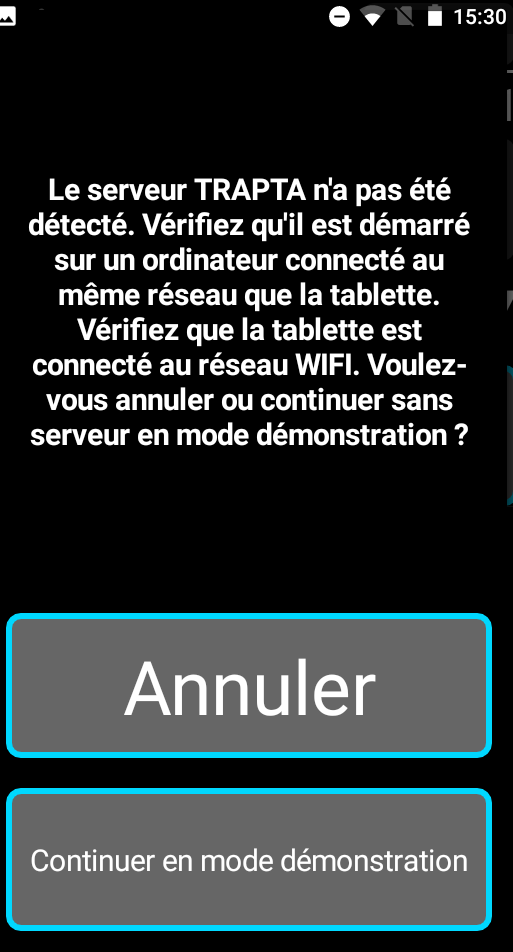 15:30
Le serveur TRAPTA n'a pas été
détecté. Vérifiez qu'il est démarré
sur un ordinateur connecté au
même réseau que la tablette.
Vérifiez que la tablette est
connecté au réseau WIFI. Voulez-
vous annuler ou continuer sans
serveur en mode démonstration ?
Annuler
Continuer en mode démonstration